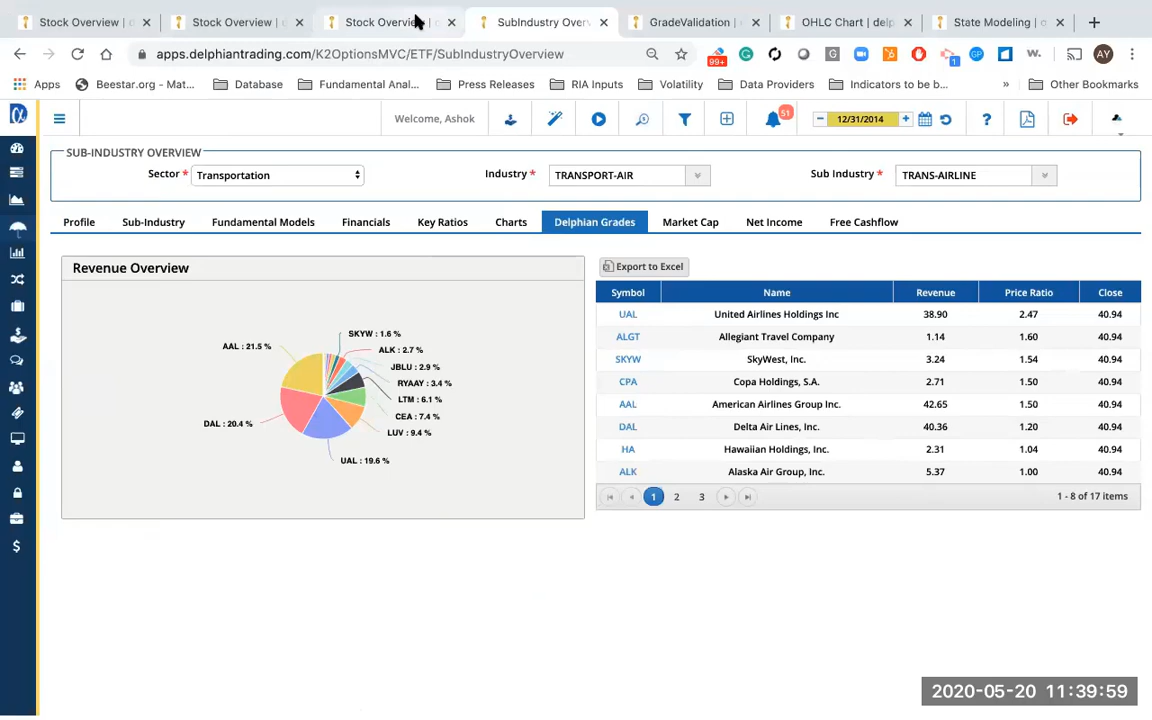 Stock Overview | d
Stock Overview | d
Stock Overvie
SubIndustry Over
GradeValidation |
OHLC Chart | delp
State Modeling | o
apps.delphiantrading.com/K2OptionsMVC/ETF/SubIndustryOverview
99+
1
GP
AY
Apps
Beestar.org - Mat...
Database
Fundamental Anal...
Press Releases
RIA Inputs
Volatility
Data Providers
Indicators to be b...
»
Other Bookmarks
Welcome, Ashok
51
12/31/2014
SUB-INDUSTRY OVERVIEW
Sector * Transportation
Industry * TRANSPORT-AIR
Sub Industry * TRANS-AIRLINE
Profile Sub-Industry Fundamental Models Financials Key Ratios Charts Delphian Grades Market Cap Net Income Free Cashflow
Revenue Overview
SKYW : 1.6 %
AAL : 21.5 %
ALK : 2.7 %
JBLU : 2.9 %
RYAAY : 3.4 %
LTM : 6.1 %
CEA : 7.4 %
DAL : 20.4 %
LUV : 9.4 %
UAL : 19.6 %
Export to Excel
Symbol Name Revenue Price Ratio Close
UAL United Airlines Holdings Inc 38.90 2.47 40.94
ALGT Allegiant Travel Company 1.14 1.60 40.94
SKYW SkyWest, Inc. 3.24 1.54 40.94
CPA Copa Holdings, S.A. 2.71 1.50 40.94
AAL American Airlines Group Inc. 42.65 1.50 40.94
DAL Delta Air Lines, Inc. 40.36 1.20 40.94
HA Hawaiian Holdings, Inc. 2.31 1.04 40.94
ALK Alaska Air Group, Inc. 5.37 1.00 40.94
1 2 3 1 - 8 of 17 items
2020-05-20 11:39:59